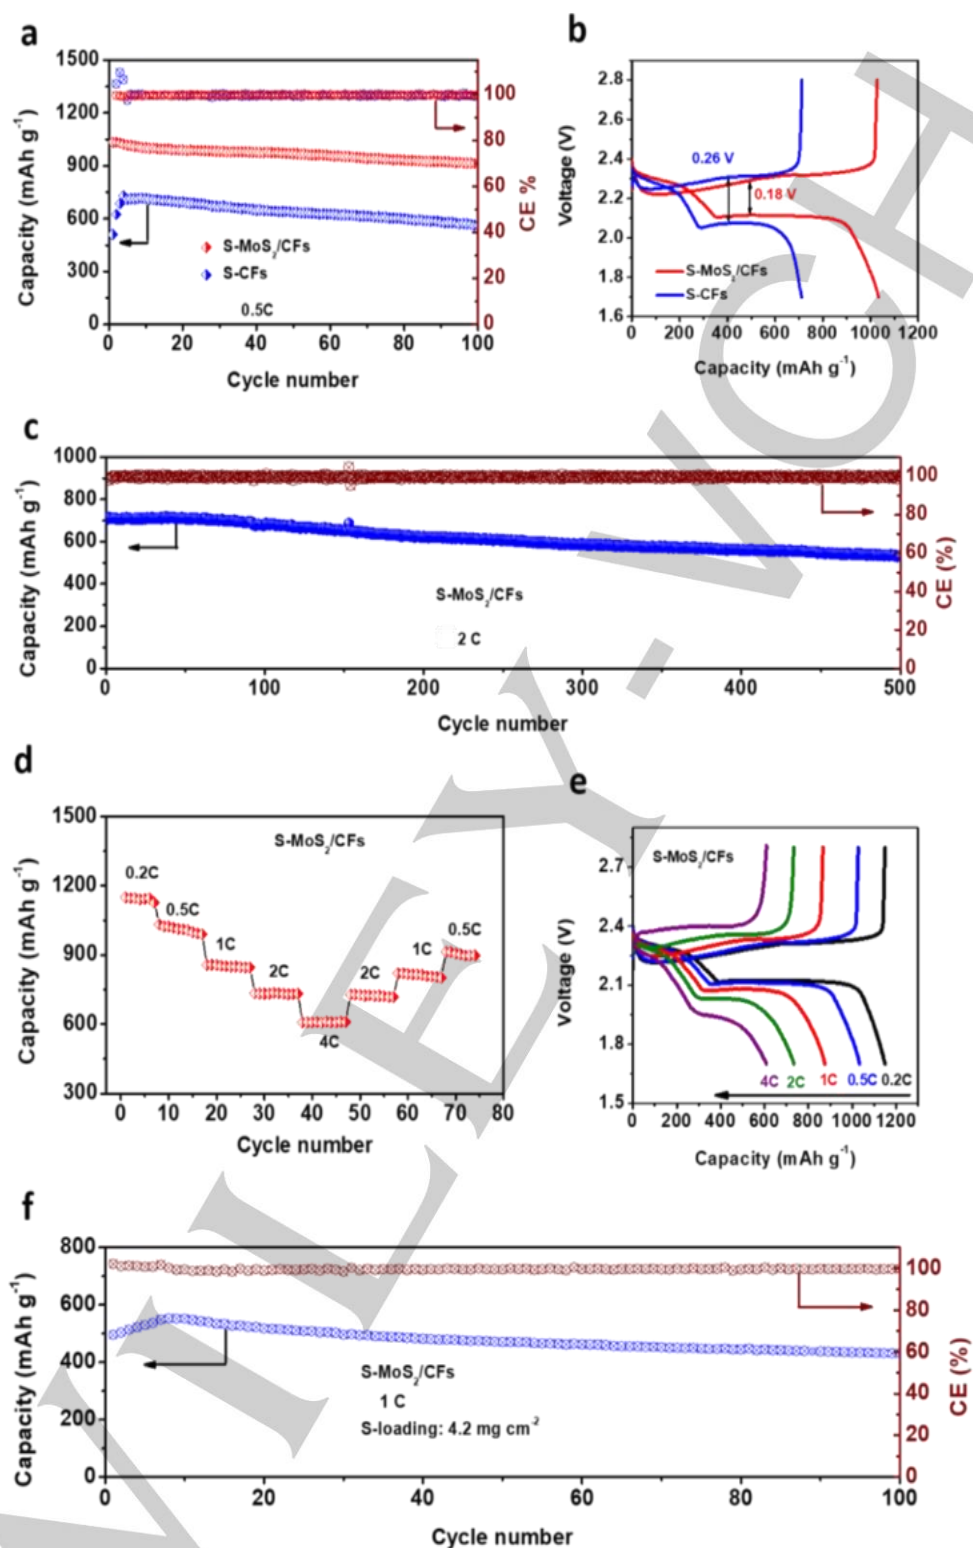 a
1500
1200
900
600
300
0
Capacity (mAh g⁻¹)
100
80
60
40
20
0
CE %
S-MoS₂/CFs
S-CFs
0.5C
0
20
40
60
80
100
Cycle number
b
2.8
2.4
2.0
1.6
Voltage (V)
0.26 V
0.18 V
S-MoS₂/CFs
S-CFs
0
200
400
600
800
1000
1200
Capacity (mAh g⁻¹)
c
1000
800
600
400
200
0
Capacity (mAh g⁻¹)
100
80
60
40
20
0
CE (%)
S-MoS₂/CFs
2 C
0
100
200
300
400
500
Cycle number
d
1500
1200
900
600
300
Capacity (mAh g⁻¹)
S-MoS₂/CFs
0.2C
0.5C
1C
2C
4C
2C
1C
0.5C
0
10
20
30
40
50
60
70
80
Cycle number
e
2.7
2.4
2.1
1.8
1.5
Voltage (V)
S-MoS₂/CFs
4C
2C
1C
0.5C
0.2C
0
200
400
600
800
1000
1200
Capacity (mAh g⁻¹)
f
800
600
400
200
0
Capacity (mAh g⁻¹)
100
80
60
40
20
0
CE (%)
S-MoS₂/CFs
1 C
S-loading: 4.2 mg cm⁻²
0
20
40
60
80
100
Cycle number
WILEY-VCH